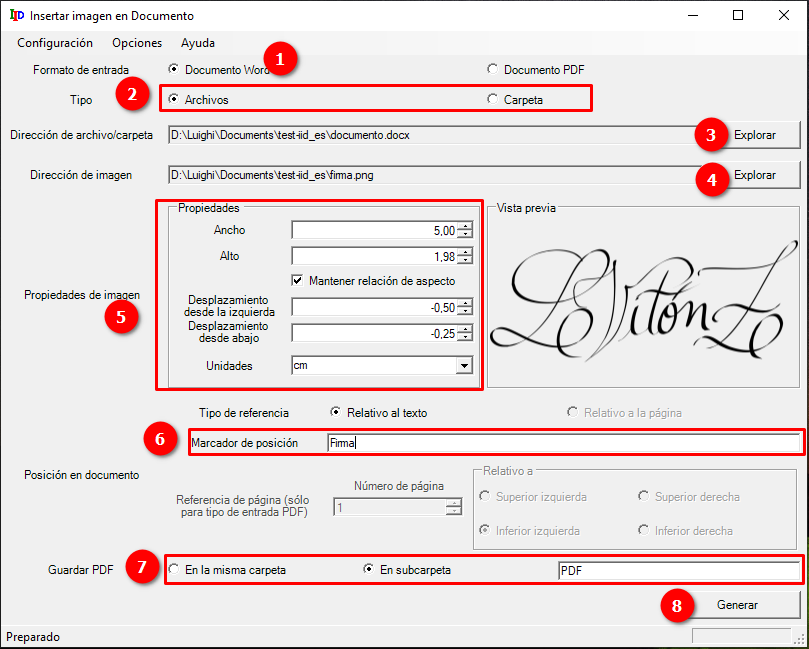 IID Insertar imagen en Documento
Configuración Opciones Ayuda
1
Formato de entrada Documento Word Documento PDF
2
Tipo Archivos Carpeta
Dirección de archivo/carpeta D:\Luighi\Documents\test-iid_es\documento.docx 3 Explorar
Dirección de imagen D:\Luighi\Documents\test-iid_es\firma.png 4 Explorar
Propiedades Vista previa
Ancho 5,00
Alto 1,98
Mantener relación de aspecto
Propiedades de imagen
5
Desplazamiento
desde la izquierda -0,50
Desplazamiento
desde abajo -0,25
Unidades cm
LVitonZ
Tipo de referencia Relativo al texto Relativo a la página
6 Marcador de posición Firma
Posición en documento
Referencia de página (sólo
para tipo de entrada PDF)
Número de página
1
Relativo a
Superior izquierda Superior derecha
Inferior izquierda Inferior derecha
Guardar PDF 7 En la misma carpeta En subcarpeta PDF
8 Generar
Preparado